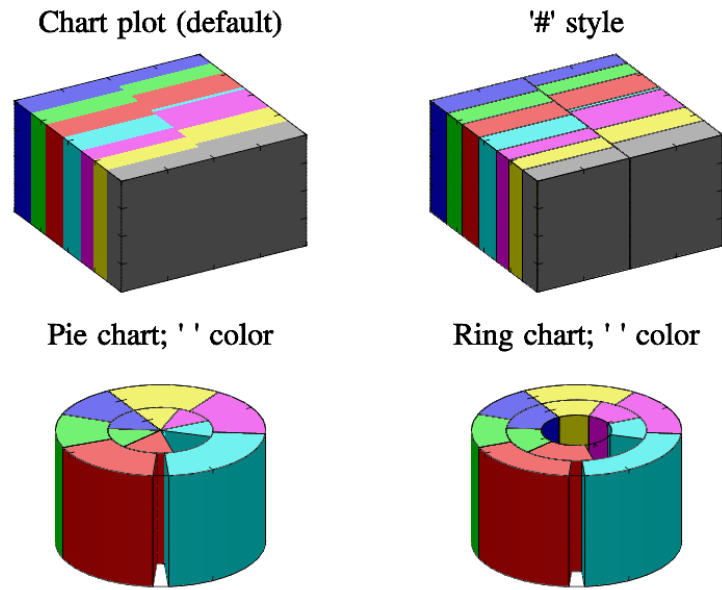 Chart plot (default)
'#' style
Pie chart; ' ' color
Ring chart; ' ' color